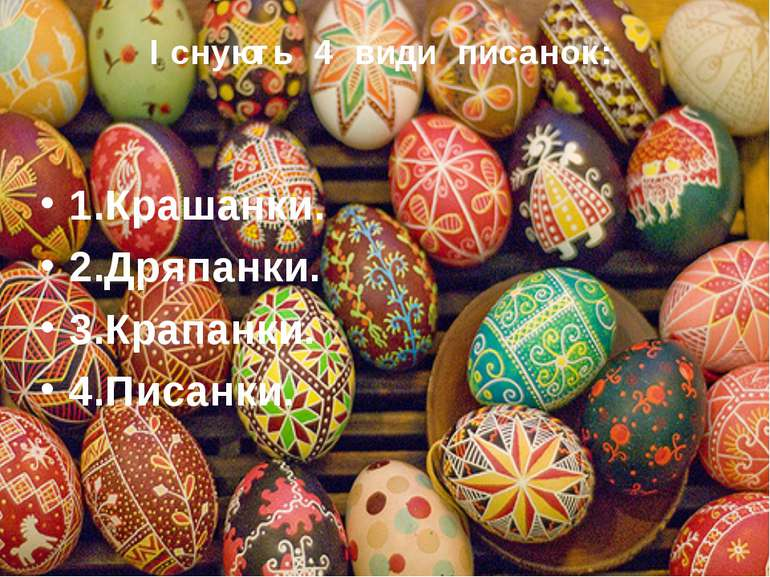 Існують 4 види писанок:
• 1.Крашанки.
• 2.Дряпанки.
• 3.Крапанки.
• 4.Писанки.